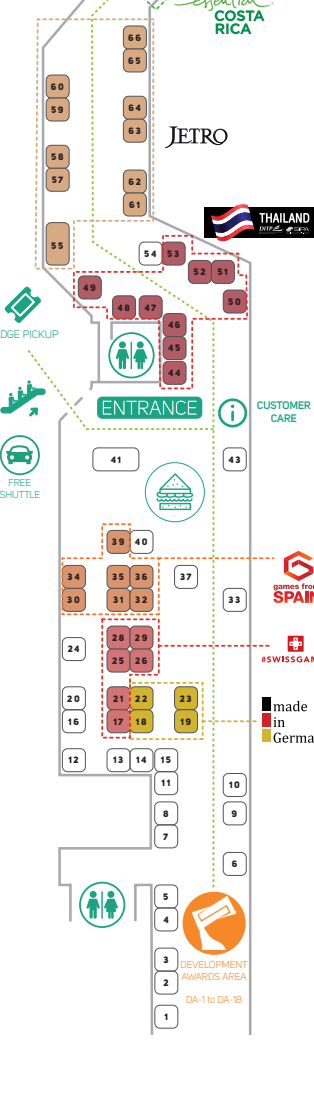 essential
COSTA
RICA
66
65
60
59
64
63
JETRO
58
57
62
61
THAILAND
DITP
55
54 53
52 51
49
50
48 47
46
45
44
DGE PICKUP
ENTRANCE
CUSTOMER
CARE
FREE
SHUTTLE
41
43
39 40
34 35 36 37
30 31 32 33
games from
SPAIN
28 29
24
25 26
#SWISSGAM
20 21 22 23
16 17 18 19
made
in
Germa
12 13 14 15
11
10
8
9
7
6
5
4
3
2
1
DEVELOPMENT
AWARDS AREA
DA-1 to DA-18